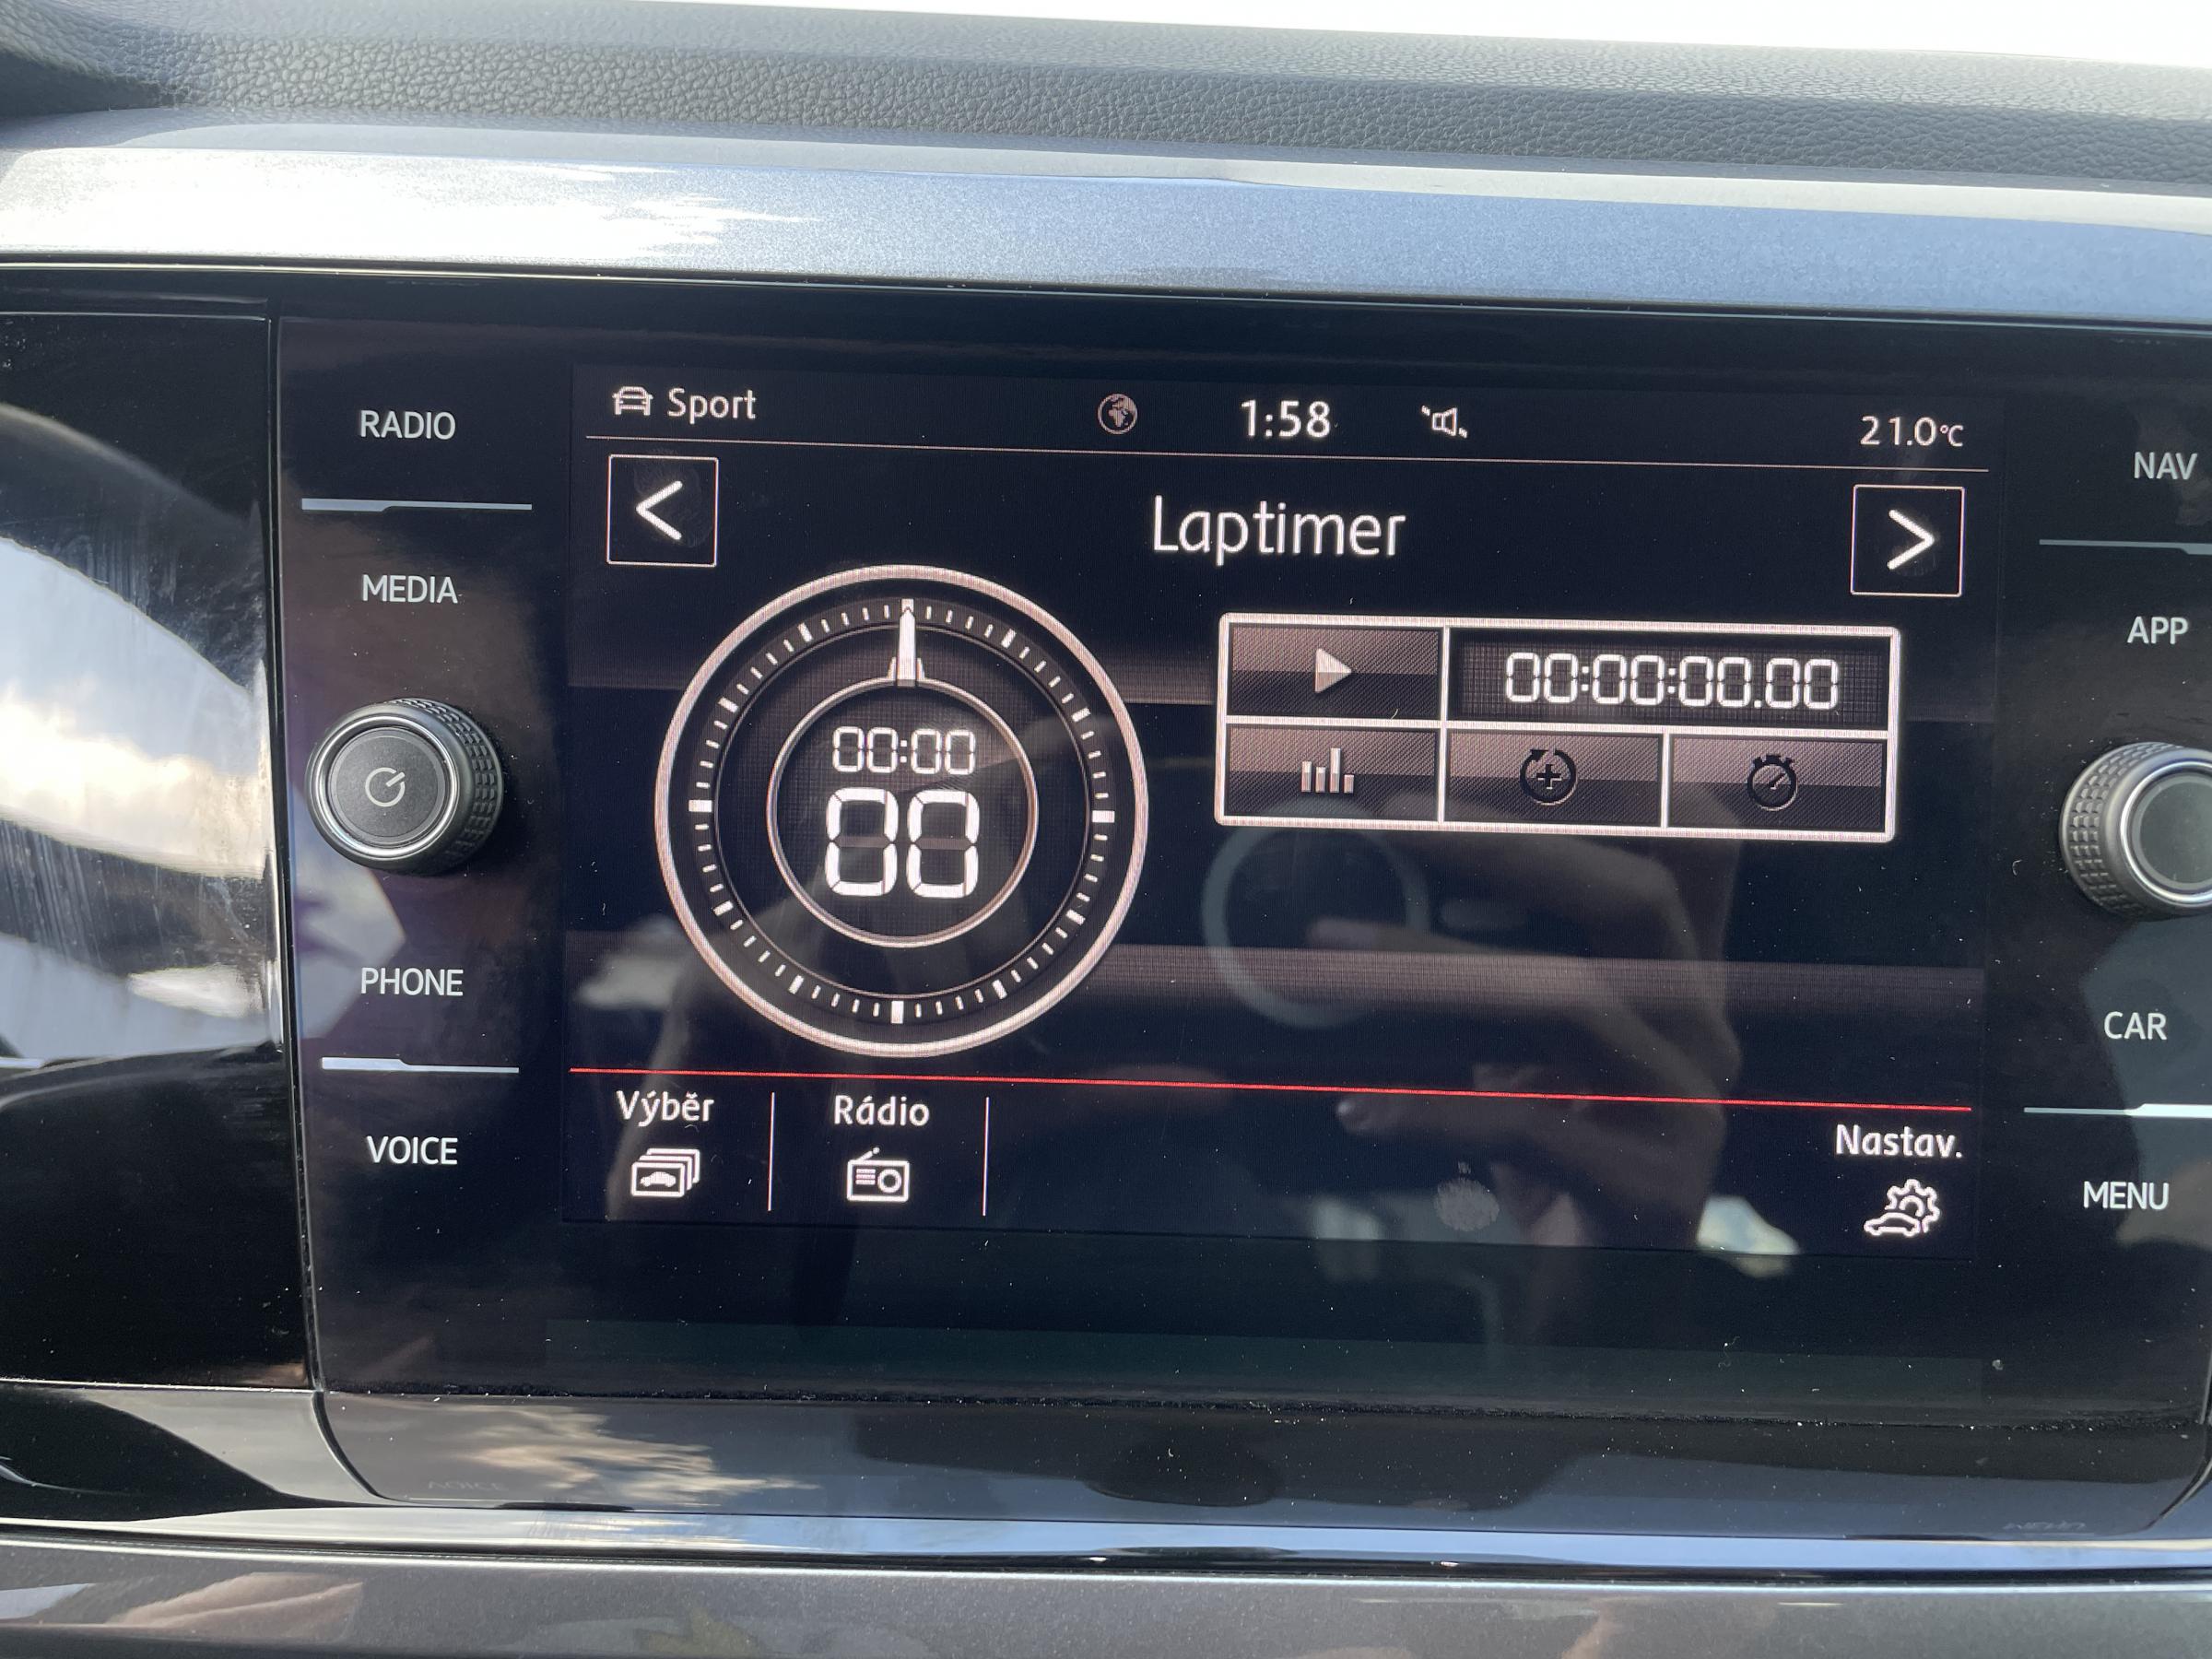 RADIO
MEDIA
PHONE
VOICE
Sport
1:58
21.0°C
<
Laptimer
>
00:00
00
00:00:00.00
Výběr
Rádio
Nastav.
NAV
APP
CAR
MENU